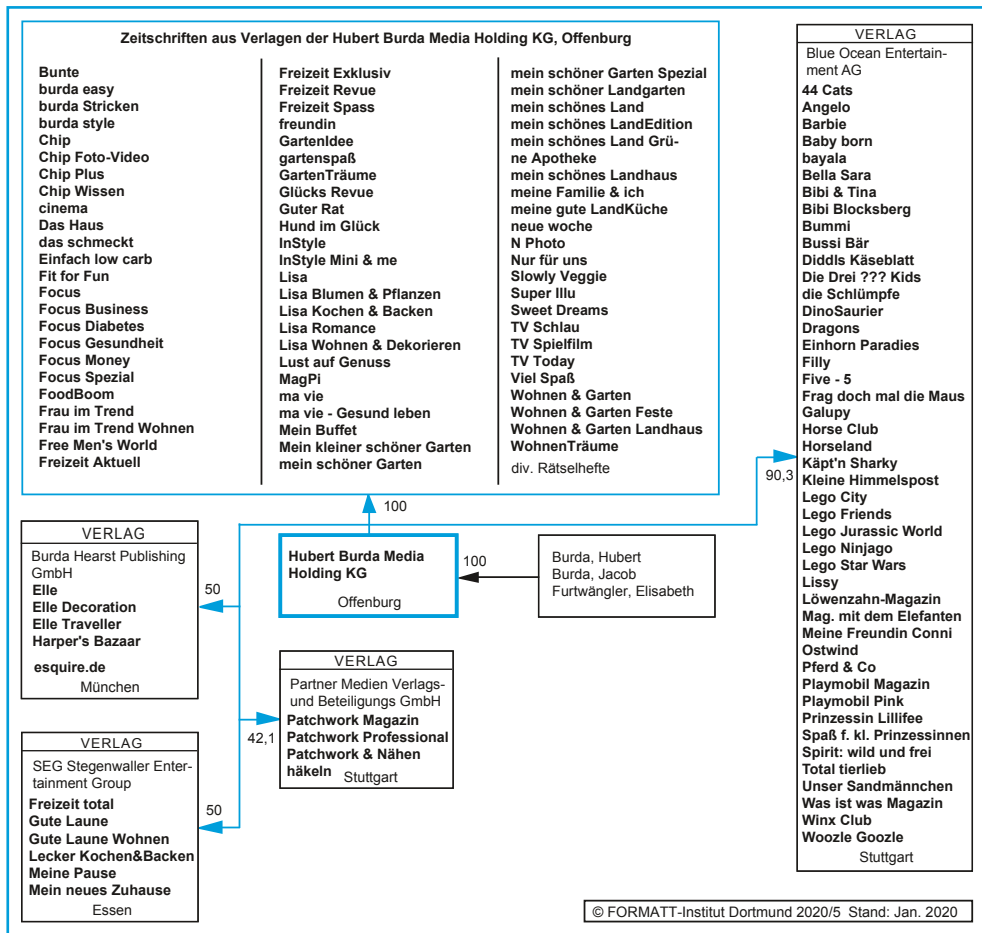 Zeitschriften aus Verlagen der Hubert Burda Media Holding KG, Offenburg
Bunte
burda easy
burda Stricken
burda style
Chip
Chip Foto-Video
Chip Plus
Chip Wissen
cinema
Das Haus
das schmeckt
Einfach low carb
Fit for Fun
Focus
Focus Business
Focus Diabetes
Focus Gesundheit
Focus Money
Focus Spezial
FoodBoom
Frau im Trend
Frau im Trend Wohnen
Free Men's World
Freizeit Aktuell
Freizeit Exklusiv
Freizeit Revue
Freizeit Spass
freundin
GartenIdee
gartenspaß
GartenTräume
Glücks Revue
Guter Rat
Hund im Glück
InStyle
InStyle Mini & me
Lisa
Lisa Blumen & Pflanzen
Lisa Kochen & Backen
Lisa Romance
Lisa Wohnen & Dekorieren
Lust auf Genuss
MagPi
ma vie
ma vie - Gesund leben
Mein Buffet
Mein kleiner schöner Garten
mein schöner Garten
mein schöner Garten Spezial
mein schöner Landgarten
mein schönes Land
mein schönes LandEdition
mein schönes Land Grü-
ne Apotheke
mein schönes Landhaus
meine Familie & ich
meine gute LandKüche
neue woche
N Photo
Nur für uns
Slowly Veggie
Super Illu
Sweet Dreams
TV Schlau
TV Spielfilm
TV Today
Viel Spaß
Wohnen & Garten
Wohnen & Garten Feste
Wohnen & Garten Landhaus
WohnenTräume
div. Rätselhefte
VERLAG
Blue Ocean Entertain-
ment AG
44 Cats
Angelo
Barbie
Baby born
bayala
Bella Sara
Bibi & Tina
Bibi Blocksberg
Bummi
Bussi Bär
Diddls Käseblatt
Die Drei ??? Kids
die Schlümpfe
DinoSaurier
Dragons
Einhorn Paradies
Filly
Five - 5
Frag doch mal die Maus
Galupy
Horse Club
Horseland
Käpt'n Sharky
Kleine Himmelspost
Lego City
Lego Friends
Lego Jurassic World
Lego Ninjago
Lego Star Wars
Lissy
Löwenzahn-Magazin
Mag. mit dem Elefanten
Meine Freundin Conni
Ostwind
Pferd & Co
Playmobil Magazin
Playmobil Pink
Prinzessin Lillifee
Spaß f. kl. Prinzessinnen
Spirit: wild und frei
Total tierlieb
Unser Sandmännchen
Was ist was Magazin
Winx Club
Woozle Goozle
Stuttgart
90,3
100
VERLAG
Burda Hearst Publishing
GmbH
Elle
Elle Decoration
Elle Traveller
Harper's Bazaar
esquire.de
München
50
Hubert Burda Media
Holding KG
Offenburg
100
Burda, Hubert
Burda, Jacob
Furtwängler, Elisabeth
VERLAG
Partner Medien Verlags-
und Beteiligungs GmbH
Patchwork Magazin
Patchwork Professional
Patchwork & Nähen
häkeln
Stuttgart
42,1
VERLAG
SEG Stegenwaller Enter-
tainment Group
Freizeit total
Gute Laune
Gute Laune Wohnen
Lecker Kochen&Backen
Meine Pause
Mein neues Zuhause
Essen
50
© FORMATT-Institut Dortmund 2020/5 Stand: Jan. 2020